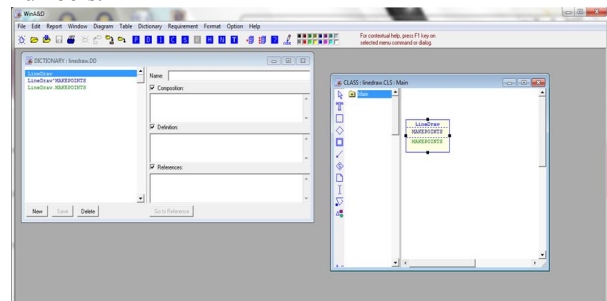 WinA&D
File Edit Report Window Diagram Table Dictionary Requirement Format Option Help
For contextual help, press F1 key on
selected menu command or dialog.
DICTIONARY : linedraw.DD
LineDraw
LineDraw'MAKEPOINTS
LineDraw.MAKEPOINTS
Name:
Composition:
Definition:
References:
New Save Delete
Go to Reference
CLASS : linedraw.CLS : Main
Main
LineDraw
MAKEPOINTS
MAKEPOINTS